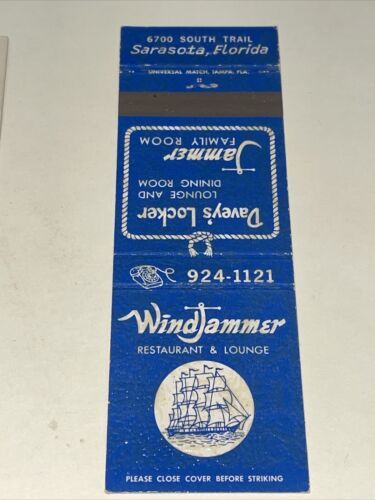 6700 SOUTH TRAIL
Sarasota, Florida
UNIVERSAL MATCH, TAMPA, FLA.
Davey's Locker
LOUNGE AND
DINING ROOM
Jammer
FAMILY ROOM
924-1121
WindJammer
RESTAURANT & LOUNGE
PLEASE CLOSE COVER BEFORE STRIKING